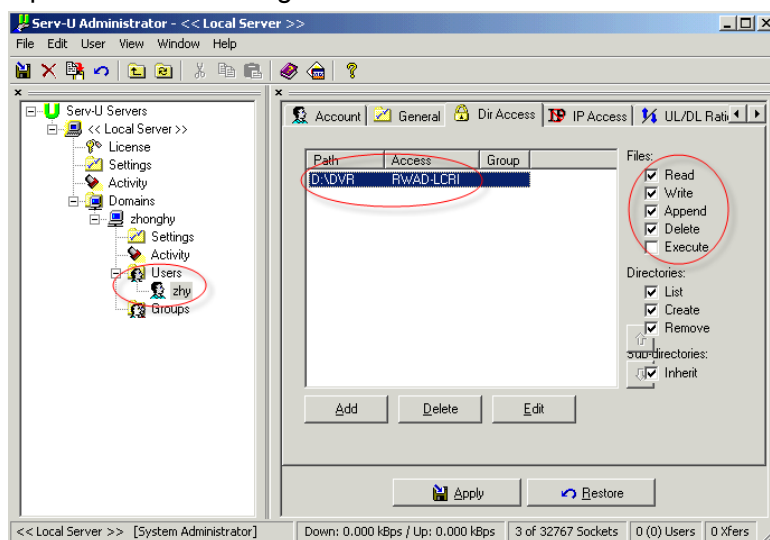 Serv-U Administrator - << Local Server >>
File Edit User View Window Help
Serv-U Servers
<< Local Server >>
License
Settings
Activity
Domains
zhonghy
Settings
Activity
Users
zhy
Groups
Account General Dir Access IP Access UL/DL Rati
Path Access Group
D:\DVR RWAD-LCRI
Files:
Read
Write
Append
Delete
Execute
Directories:
List
Create
Remove
Sub-directories:
Inherit
Add Delete Edit
Apply Restore
<< Local Server >> [System Administrator] Down: 0.000 kBps / Up: 0.000 kBps 3 of 32767 Sockets 0 (0) Users 0 Xfers